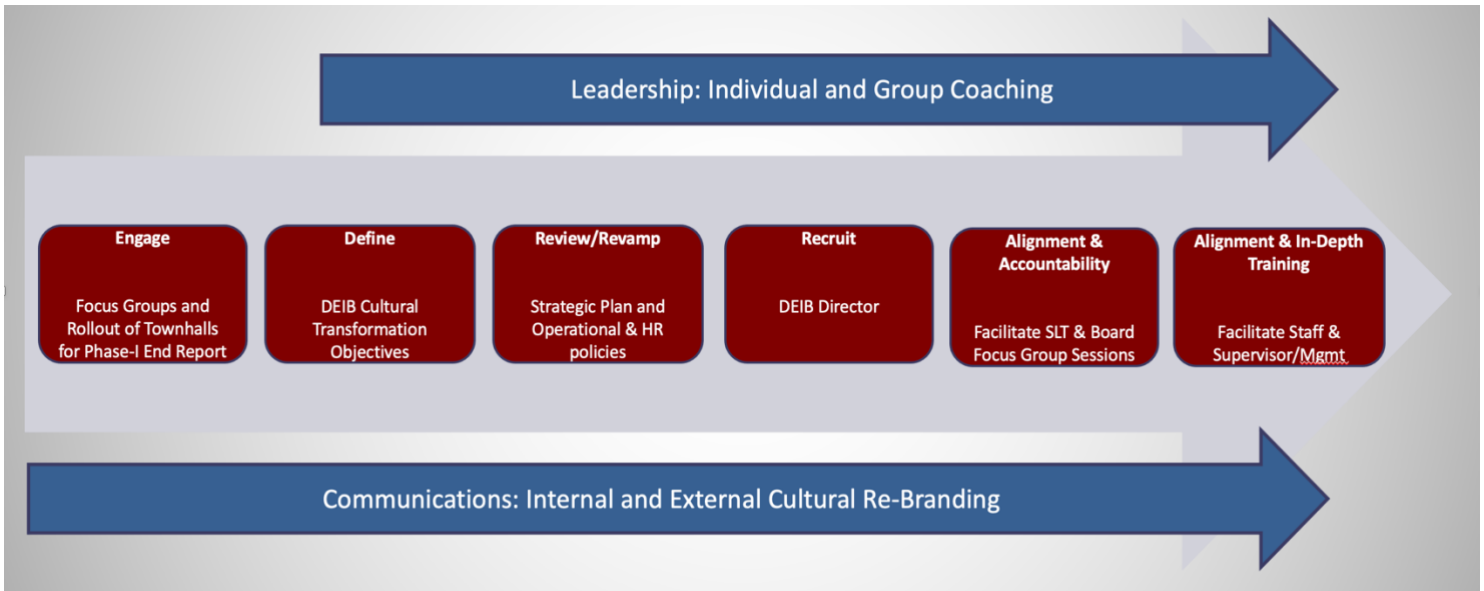 Leadership: Individual and Group Coaching
Engage
Focus Groups and
Rollout of Townhalls
for Phase-I End Report
Define
DEIB Cultural
Transformation
Objectives
Review/Revamp
Strategic Plan and
Operational & HR
policies
Recruit
DEIB Director
Alignment &
Accountability
Facilitate SLT & Board
Focus Group Sessions
Alignment & In-Depth
Training
Facilitate Staff &
Supervisor/Mgmt
Communications: Internal and External Cultural Re-Branding